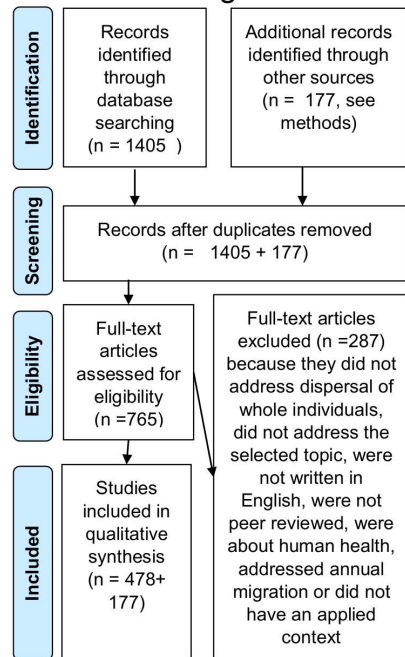 Identification
Records
identified
through
database
searching
(n = 1405 )
Additional records
identified through
other sources
(n = 177, see
methods)
Screening
Records after duplicates removed
(n = 1405 + 177)
Eligibility
Full-text
articles
assessed for
eligibility
(n =765)
Full-text articles
excluded (n =287)
because they did not
address dispersal of
whole individuals,
did not address the
selected topic, were
not written in
English, were not
peer reviewed, were
about human health,
addressed annual
migration or did not
have an applied
context
Included
Studies
included in
qualitative
synthesis
(n = 478+
177)